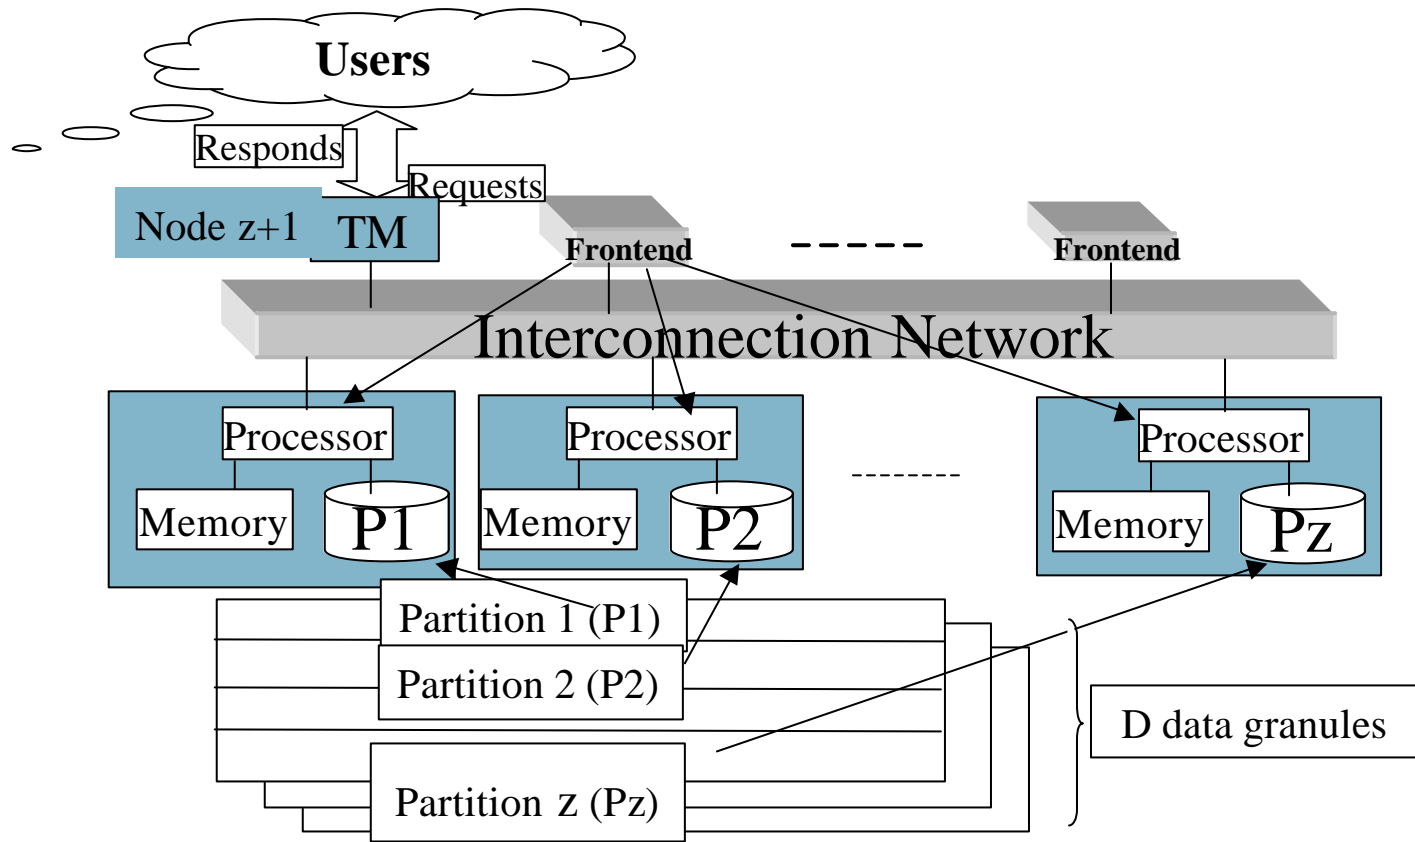 Users
Responds
Requests
Node z+1
TM
Frontend
Frontend
Interconnection Network
Processor
Processor
Processor
Memory
P1
Memory
P2
Memory
Pz
Partition 1 (P1)
Partition 2 (P2)
D data granules
Partition z (Pz)